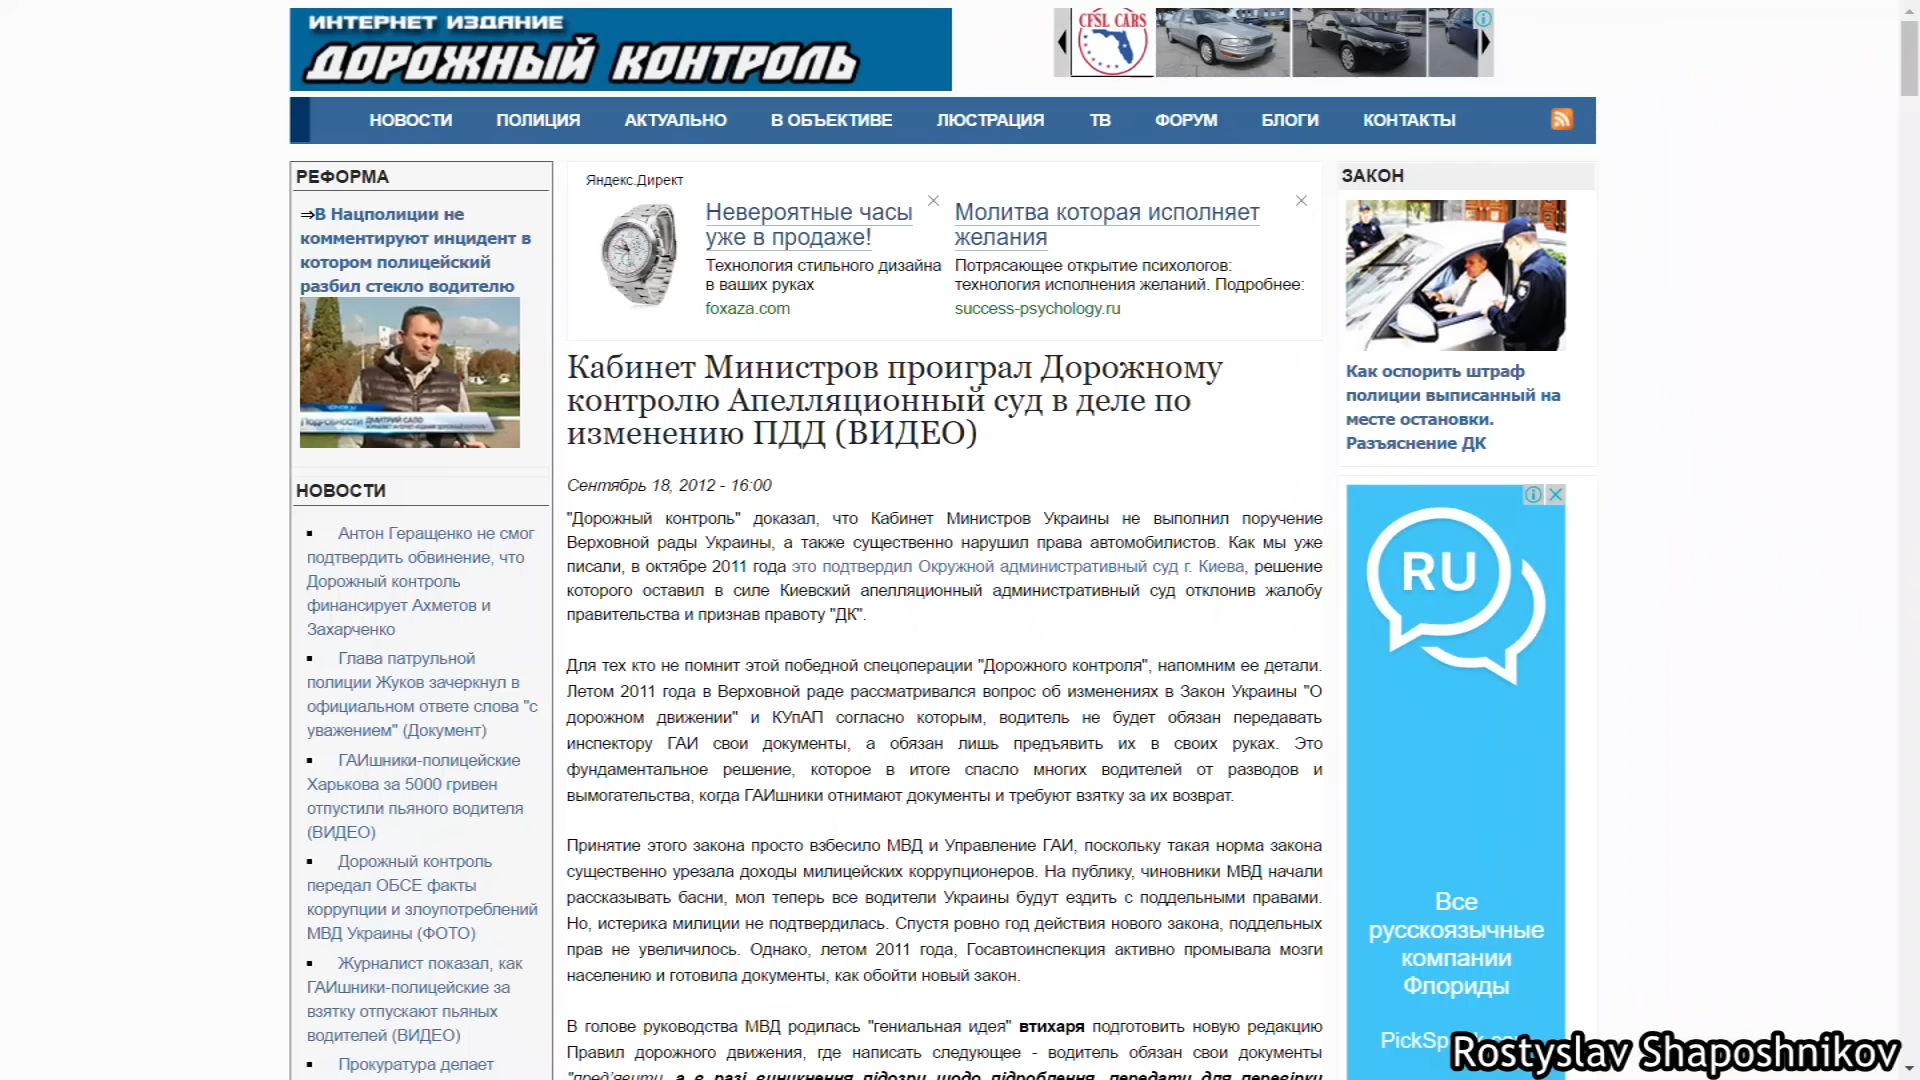 ИНТЕРНЕТ ИЗДАНИЕ
ДОРОЖНЫЙ КОНТРОЛЬ
CFSL CARS
НОВОСТИ ПОЛИЦИЯ АКТУАЛЬНО В ОБЪЕКТИВЕ ЛЮСТРАЦИЯ ТВ ФОРУМ БЛОГИ КОНТАКТЫ
РЕФОРМА
⇒В Нацполиции не
комментируют инцидент в
котором полицейский
разбил стекло водителю
ПОДРОБНОСТИ
ДМИТРИЙ САЛО
НОВОСТИ
Антон Геращенко не смог
подтвердить обвинение, что
Дорожный контроль
финансирует Ахметов и
Захарченко
Глава патрульной
полиции Жуков зачеркнул в
официальном ответе слова "с
уважением" (Документ)
ГАИшники-полицейские
Харькова за 5000 гривен
отпустили пьяного водителя
(ВИДЕО)
Дорожный контроль
передал ОБСЕ факты
коррупции и злоупотреблений
МВД Украины (ФОТО)
Журналист показал, как
ГАИшники-полицейские за
взятку отпускают пьяных
водителей (ВИДЕО)
Прокуратура делает
Яндекс.Директ
Невероятные часы
уже в продаже!
Технология стильного дизайна
в ваших руках
foxaza.com
Молитва которая исполняет
желания
Потрясающее открытие психологов:
технология исполнения желаний. Подробнее:
success-psychology.ru
Кабинет Министров проиграл Дорожному
контролю Апелляционный суд в деле по
изменению ПДД (ВИДЕО)
Сентябрь 18, 2012 - 16:00
"Дорожный контроль" доказал, что Кабинет Министров Украины не выполнил поручение
Верховной рады Украины, а также существенно нарушил права автомобилистов. Как мы уже
писали, в октябре 2011 года это подтвердил Окружной административный суд г. Киева, решение
которого оставил в силе Киевский апелляционный административный суд отклонив жалобу
правительства и признав правоту "ДК".
Для тех кто не помнит этой победной спецоперации "Дорожного контроля", напомним ее детали.
Летом 2011 года в Верховной раде рассматривался вопрос об изменениях в Закон Украины "О
дорожном движении" и КУпАП согласно которым, водитель не будет обязан передавать
инспектору ГАИ свои документы, а обязан лишь предъявить их в своих руках. Это
фундаментальное решение, которое в итоге спасло многих водителей от разводов и
вымогательства, когда ГАИшники отнимают документы и требуют взятку за их возврат.
Принятие этого закона просто взбесило МВД и Управление ГАИ, поскольку такая норма закона
существенно урезала доходы милицейских коррупционеров. На публику, чиновники МВД начали
рассказывать басни, мол теперь все водители Украины будут ездить с поддельными правами.
Но, истерика милиции не подтвердилась. Спустя ровно год действия нового закона, поддельных
прав не увеличилось. Однако, летом 2011 года, Госавтоинспекция активно промывала мозги
населению и готовила документы, как обойти новый закон.
В голове руководства МВД родилась "гениальная идея" втихаря подготовить новую редакцию
Правил дорожного движения, где написать следующее - водитель обязан свои документы
"пред'явити, а в разі виникнення підозри щодо підроблення, передати для перевірки
ЗАКОН
Как оспорить штраф
полиции выписанный на
месте остановки.
Разъяснение ДК
RU
Все
русскоязычные
компании
Флориды
Rostyslav Shaposhnikov